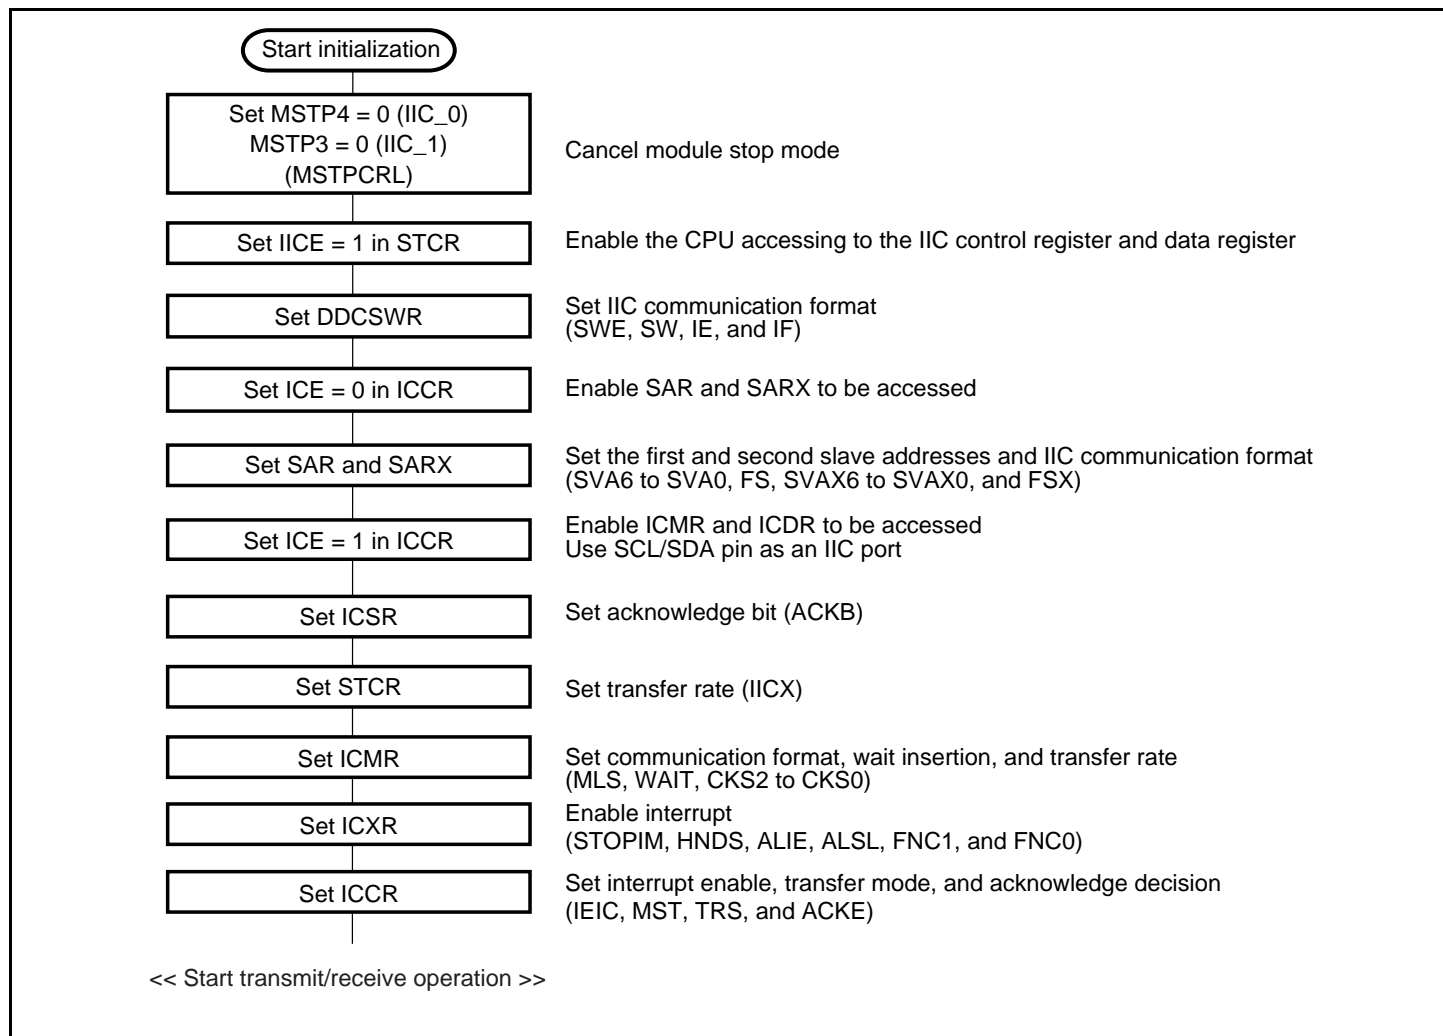 Start initialization
Set MSTP4 = 0 (IIC_0)
MSTP3 = 0 (IIC_1)
(MSTPCRL)
Cancel module stop mode
Set IICE = 1 in STCR
Enable the CPU accessing to the IIC control register and data register
Set DDCSWR
Set IIC communication format
(SWE, SW, IE, and IF)
Set ICE = 0 in ICCR
Enable SAR and SARX to be accessed
Set SAR and SARX
Set the first and second slave addresses and IIC communication format
(SVA6 to SVA0, FS, SVAX6 to SVAX0, and FSX)
Set ICE = 1 in ICCR
Enable ICMR and ICDR to be accessed
Use SCL/SDA pin as an IIC port
Set ICSR
Set acknowledge bit (ACKB)
Set STCR
Set transfer rate (IICX)
Set ICMR
Set communication format, wait insertion, and transfer rate
(MLS, WAIT, CKS2 to CKS0)
Set ICXR
Enable interrupt
(STOPIM, HNDS, ALIE, ALSL, FNC1, and FNC0)
Set ICCR
Set interrupt enable, transfer mode, and acknowledge decision
(IEIC, MST, TRS, and ACKE)
<< Start transmit/receive operation >>